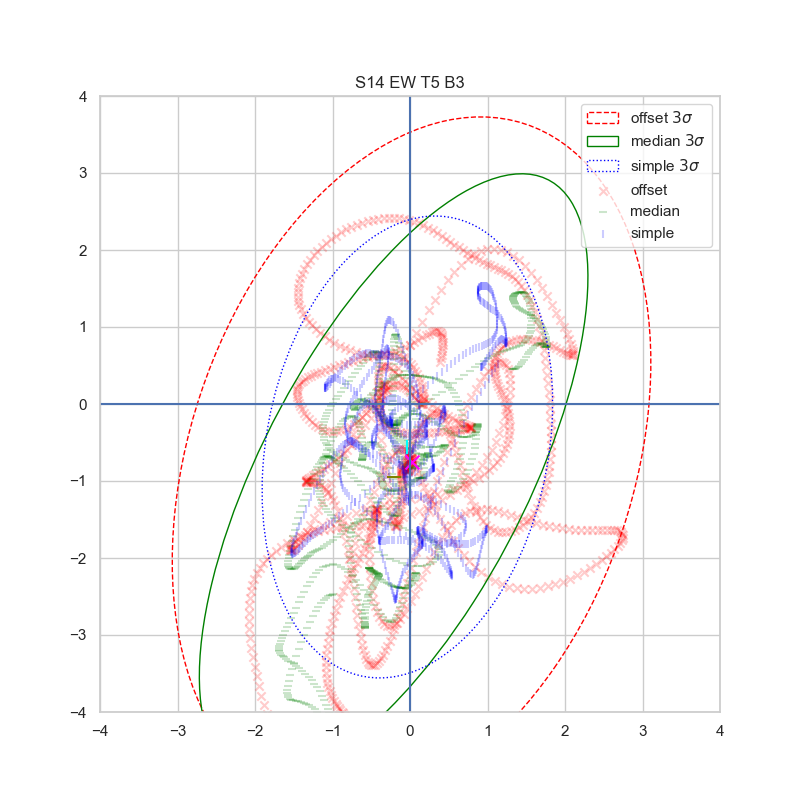 S14 EW T5 B3
offset 3σ
median 3σ
simple 3σ
offset
median
simple
4
3
2
1
0
−1
−2
−3
−4
−4 −3 −2 −1 0 1 2 3 4